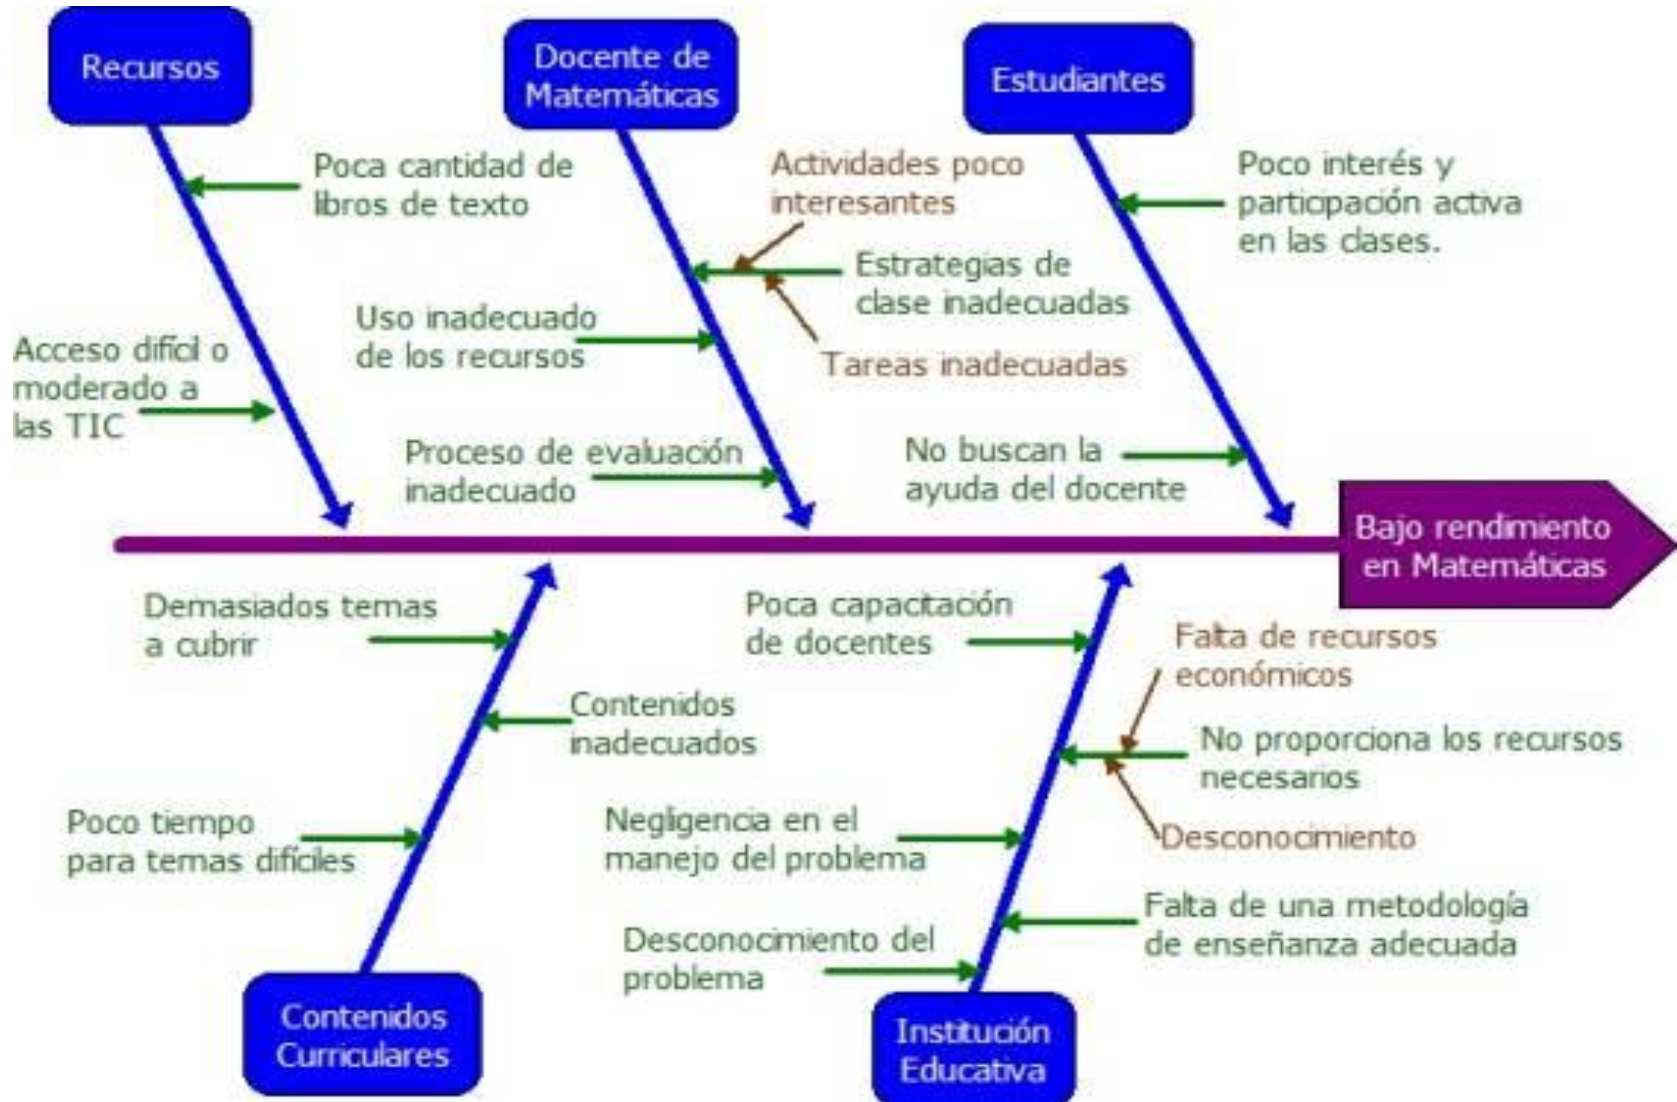 Recursos
Docente de
Matemáticas
Estudiantes
Poca cantidad de
libros de texto
Actividades poco
interesantes
Poco interés y
participación activa
en las clases.
Estrategias de
clase inadecuadas
Uso inadecuado
de los recursos
Acceso difícil o
moderado a
las TIC
Tareas inadecuadas
Proceso de evaluación
inadecuado
No buscan la
ayuda del docente
Bajo rendimiento
en Matemáticas
Demasiados temas
a cubrir
Poca capacitación
de docentes
Falta de recursos
económicos
Contenidos
inadecuados
No proporciona los recursos
necesarios
Poco tiempo
para temas difíciles
Negligencia en el
manejo del problema
Desconocimiento
Falta de una metodología
de enseñanza adecuada
Desconocimiento del
problema
Contenidos
Curriculares
Institución
Educativa